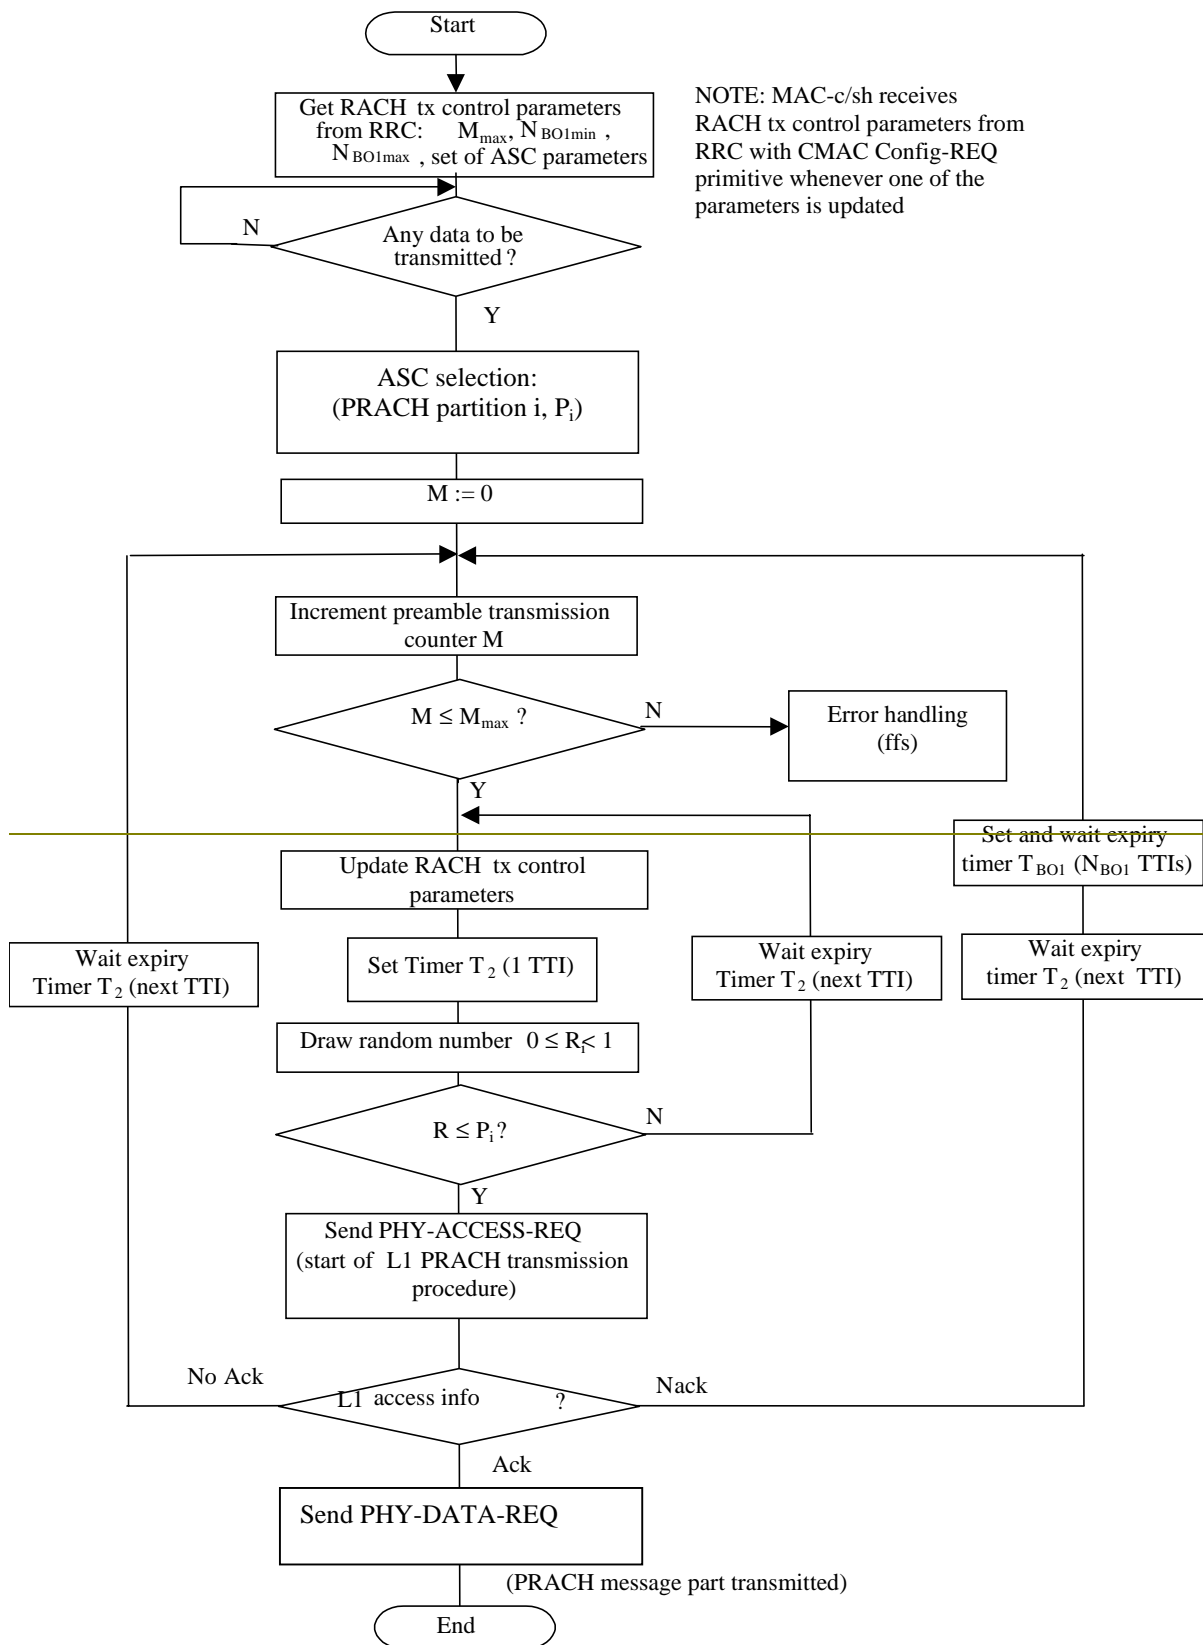 Start
Get RACH tx control parameters
from RRC: Mmax, NBO1min ,
NBO1max , set of ASC parameters
NOTE: MAC-c/sh receives
RACH tx control parameters from
RRC with CMAC Config-REQ
primitive whenever one of the
parameters is updated
N
Any data to be
transmitted ?
Y
ASC selection:
(PRACH partition i, Pi)
M := 0
Increment preamble transmission
counter M
M ≤ Mmax ?
N
Error handling
(ffs)
Y
Set and wait expiry
timer TBO1 (NBO1 TTIs)
Update RACH tx control
parameters
Wait expiry
Timer T2 (next TTI)
Set Timer T2 (1 TTI)
Wait expiry
Timer T2 (next TTI)
Wait expiry
timer T2 (next TTI)
Draw random number 0 ≤ Ri< 1
R ≤ Pi?
N
Y
Send PHY-ACCESS-REQ
(start of L1 PRACH transmission
procedure)
No Ack
L1 access info ?
Nack
Ack
Send PHY-DATA-REQ
(PRACH message part transmitted)
End